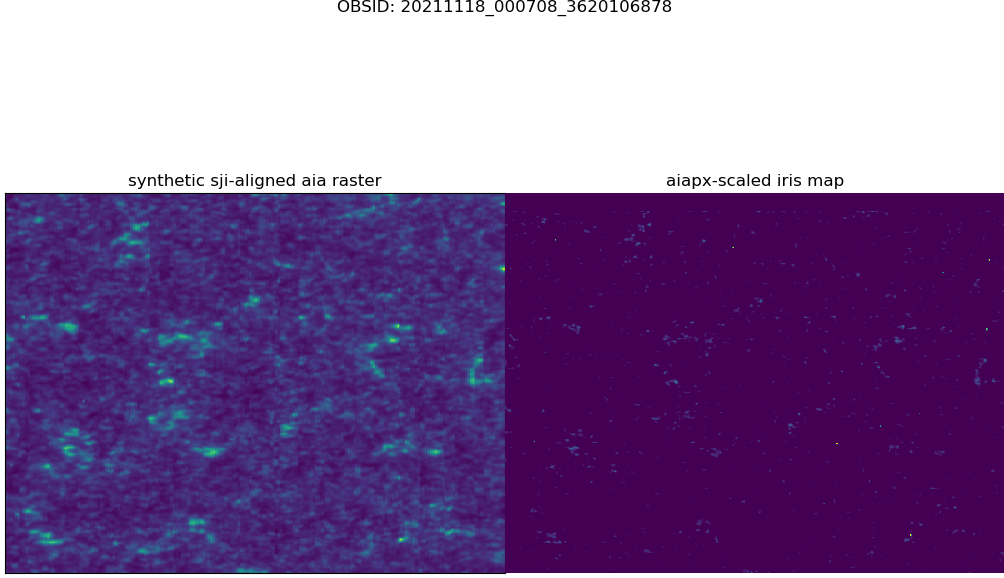 OBSID: 20211118_000708_3620106878
synthetic sji-aligned aia raster
aiapx-scaled iris map